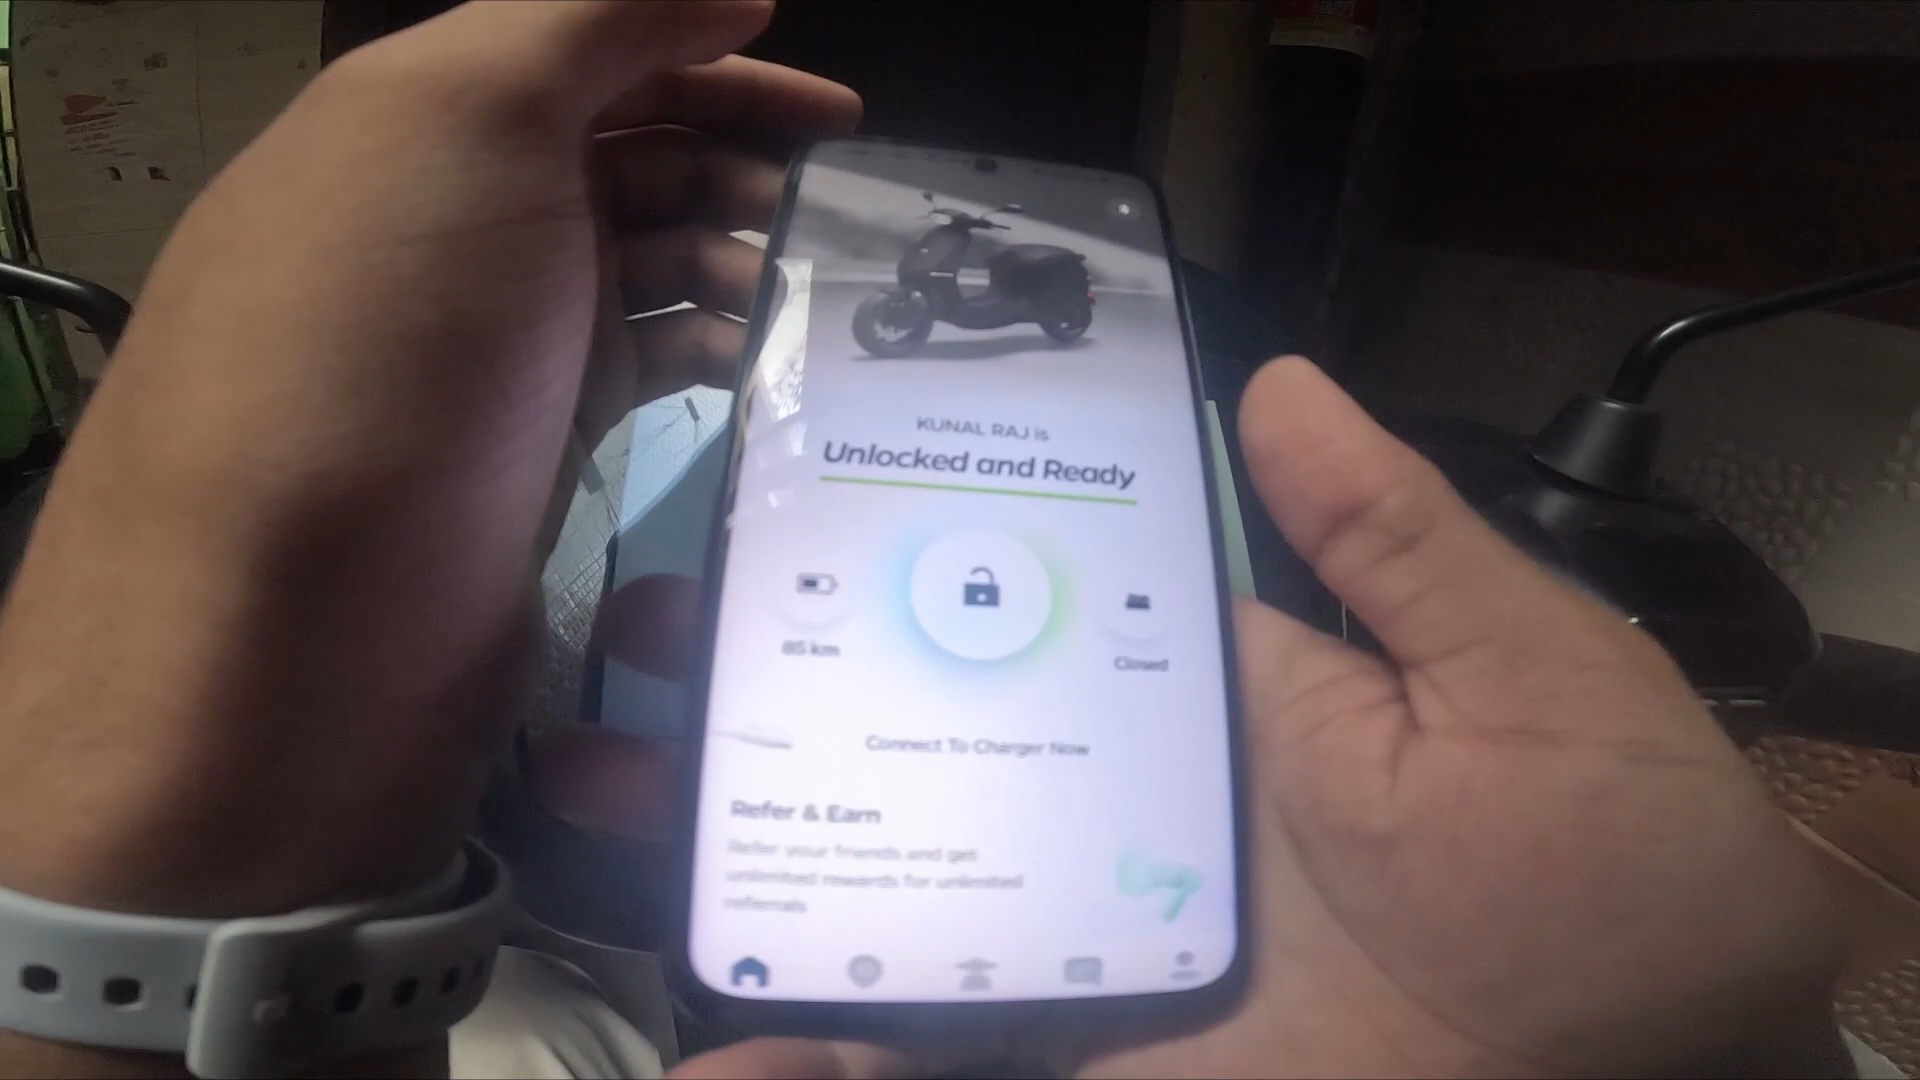 KUNAL RAJ is
Unlocked and Ready
85 km
Closed
Connect To Charger Now
Refer & Earn
Refer your friends and get
unlimited rewards for unlimited
referrals